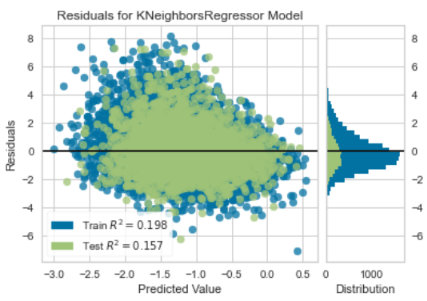 Residuals for KNeighborsRegressor Model
8
6
4
2
0
−2
−4
−6
Residuals
Train R² = 0.198
Test R² = 0.157
−3.0 −2.5 −2.0 −1.5 −1.0 −0.5 0.0 0.5
Predicted Value
8
6
4
2
0
−2
−4
−6
0 1000
Distribution